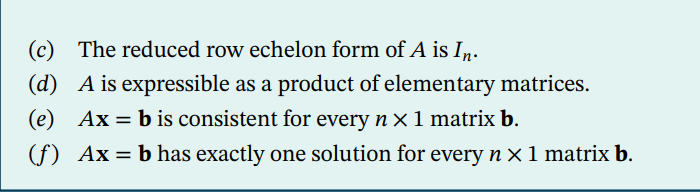 (c) The reduced row echelon form of A is Iₙ.
(d) A is expressible as a product of elementary matrices.
(e) Ax = b is consistent for every n × 1 matrix b.
(f) Ax = b has exactly one solution for every n × 1 matrix b.